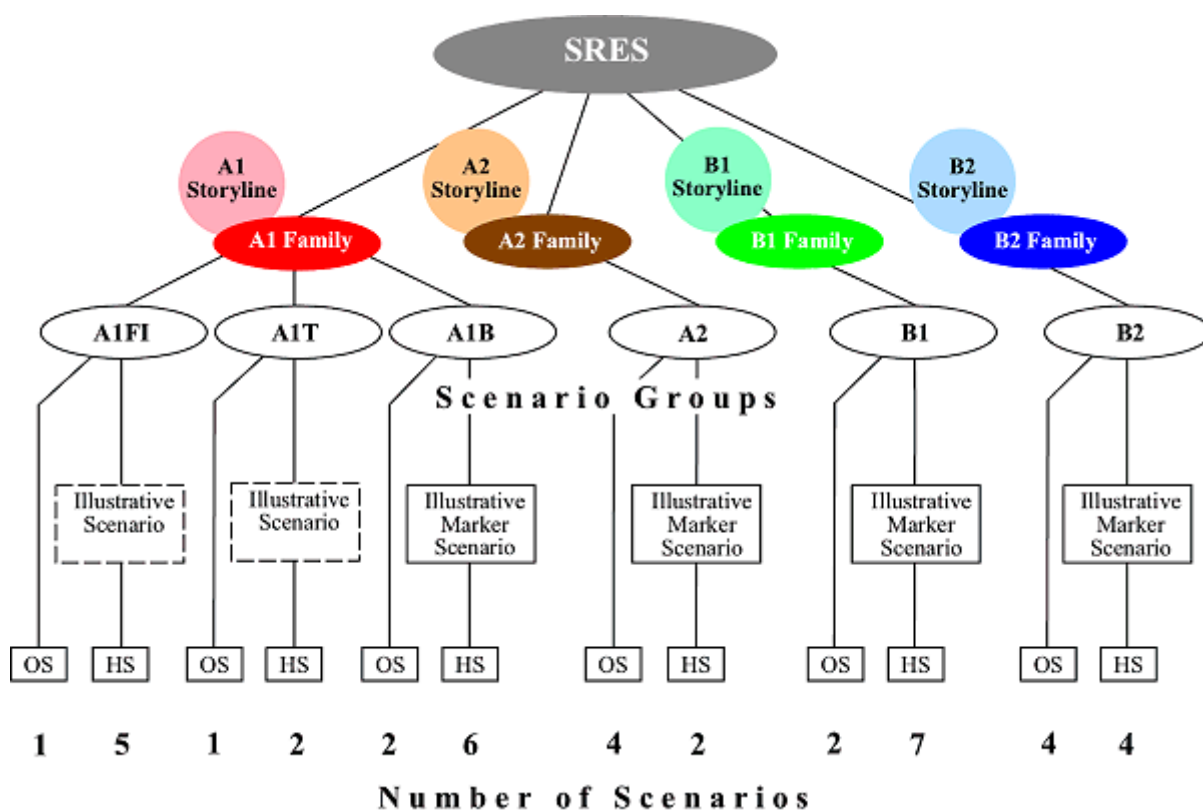 SRES
A1
Storyline
A2
Storyline
B1
Storyline
B2
Storyline
A1 Family
A2 Family
B1 Family
B2 Family
A1FI
A1T
A1B
A2
B1
B2
Scenario Groups
Illustrative
Scenario
Illustrative
Scenario
Illustrative
Marker
Scenario
Illustrative
Marker
Scenario
Illustrative
Marker
Scenario
Illustrative
Marker
Scenario
OS HS OS HS OS HS OS HS OS HS OS HS
1 5 1 2 2 6 4 2 2 7 4 4
Number of Scenarios